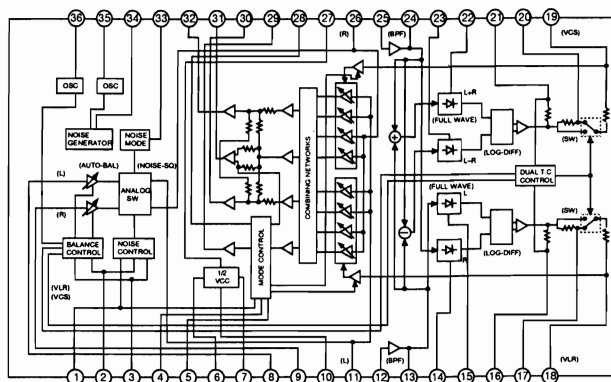 36 35 34 33 32 31 30 29 28 27 26 25 24 23 22 21 20 19
(R) (BPF) (VCS)
OSC OSC
L+R
NOISE GENERATOR
NOISE MODE
(FULL WAVE)
(LOG-DIFF)
(SW)
L-R
(AUTO-BAL) (NOISE-SQ)
(L)
ANALOG SW
(R)
COMBINING NETWORKS
DUAL T.C CONTROL
(FULL WAVE)
L
(SW)
(LOG-DIFF)
R
BALANCE CONTROL
NOISE CONTROL
MODE CONTROL
1/2 VCC
(VLR)
(VCS)
(L) (BPF) (VLR)
1 2 3 4 5 6 7 8 9 10 11 12 13 14 15 16 17 18